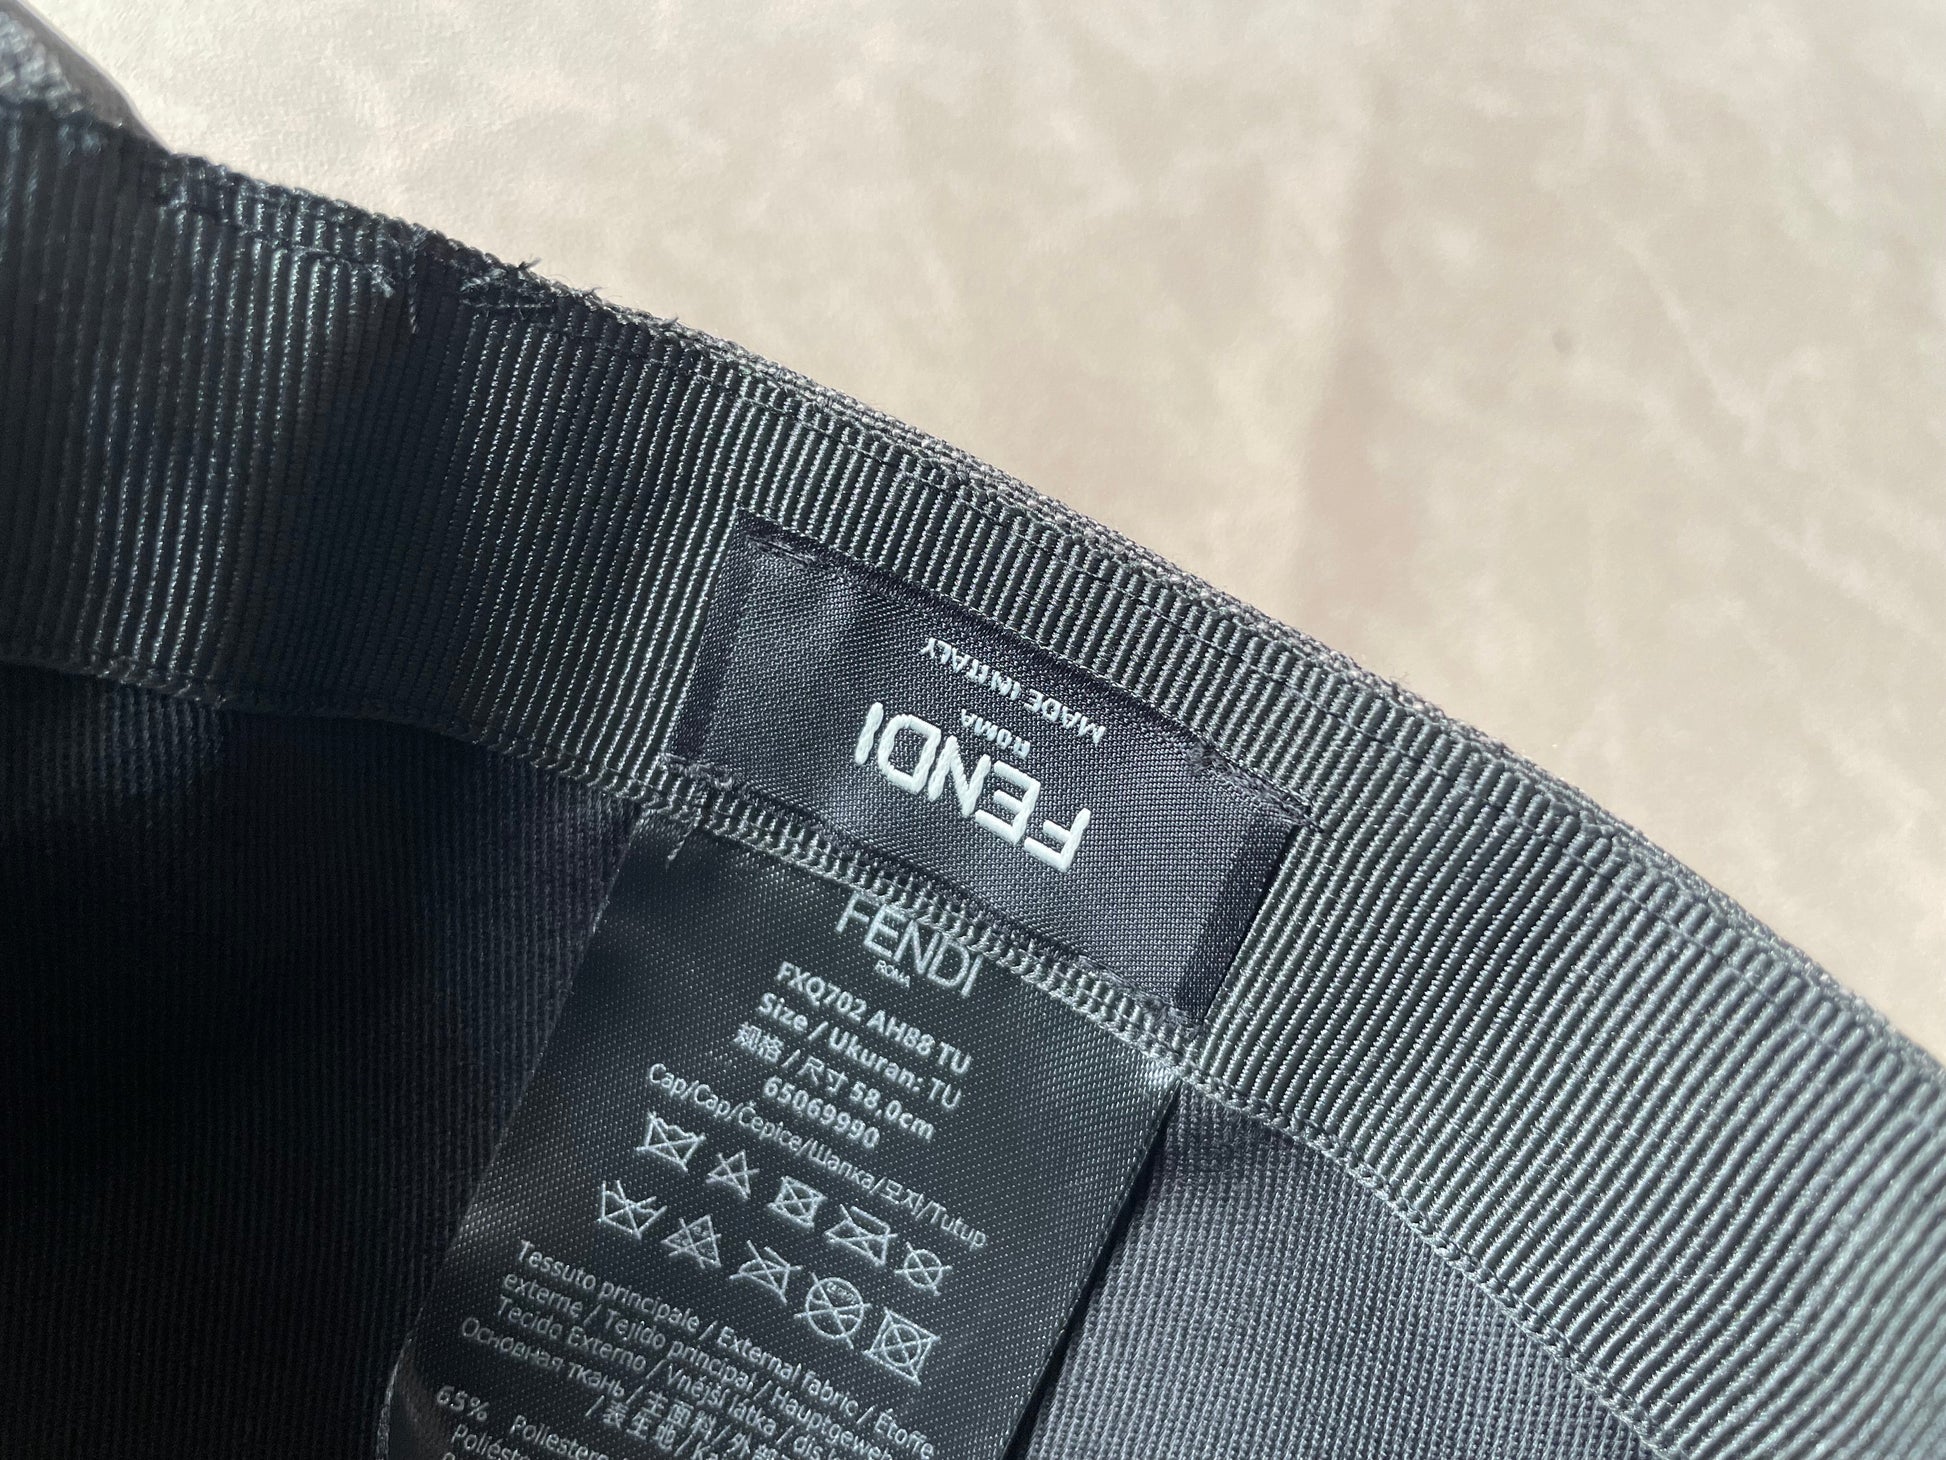 FENDI
ROMA
MADE IN ITALY
FENDI
ROMA
FXQ702 AHB8 TU
Size / Ukuran: TU
规格 / 尺寸 58,0cm
65069990
Cap/Cap/Čepice/Шапка/모자/Tutup
Tessuto principale / External fabric / Étoffe
externe / Tejido principal / Hauptgewebe
Tecido Externo / Vnější látka /
Основная ткань / 主面料 /
/ 表生地 /
65% Poliestere